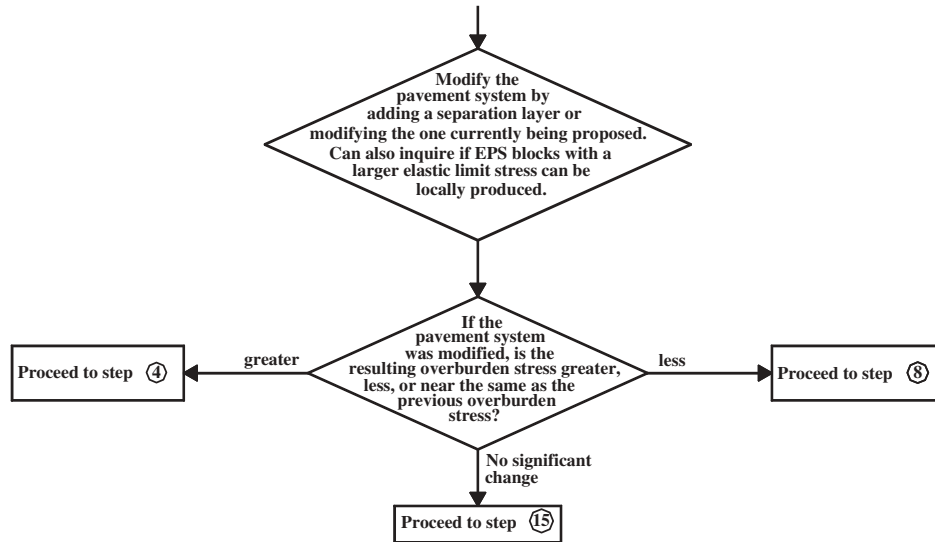 Modify the
pavement system by
adding a separation layer or
modifying the one currently being proposed.
Can also inquire if EPS blocks with a
larger elastic limit stress can be
locally produced.
If the
pavement system
was modified, is the
resulting overburden stress greater,
less, or near the same as the
previous overburden
stress?
greater
less
Proceed to step 4
Proceed to step 8
No significant
change
Proceed to step 15